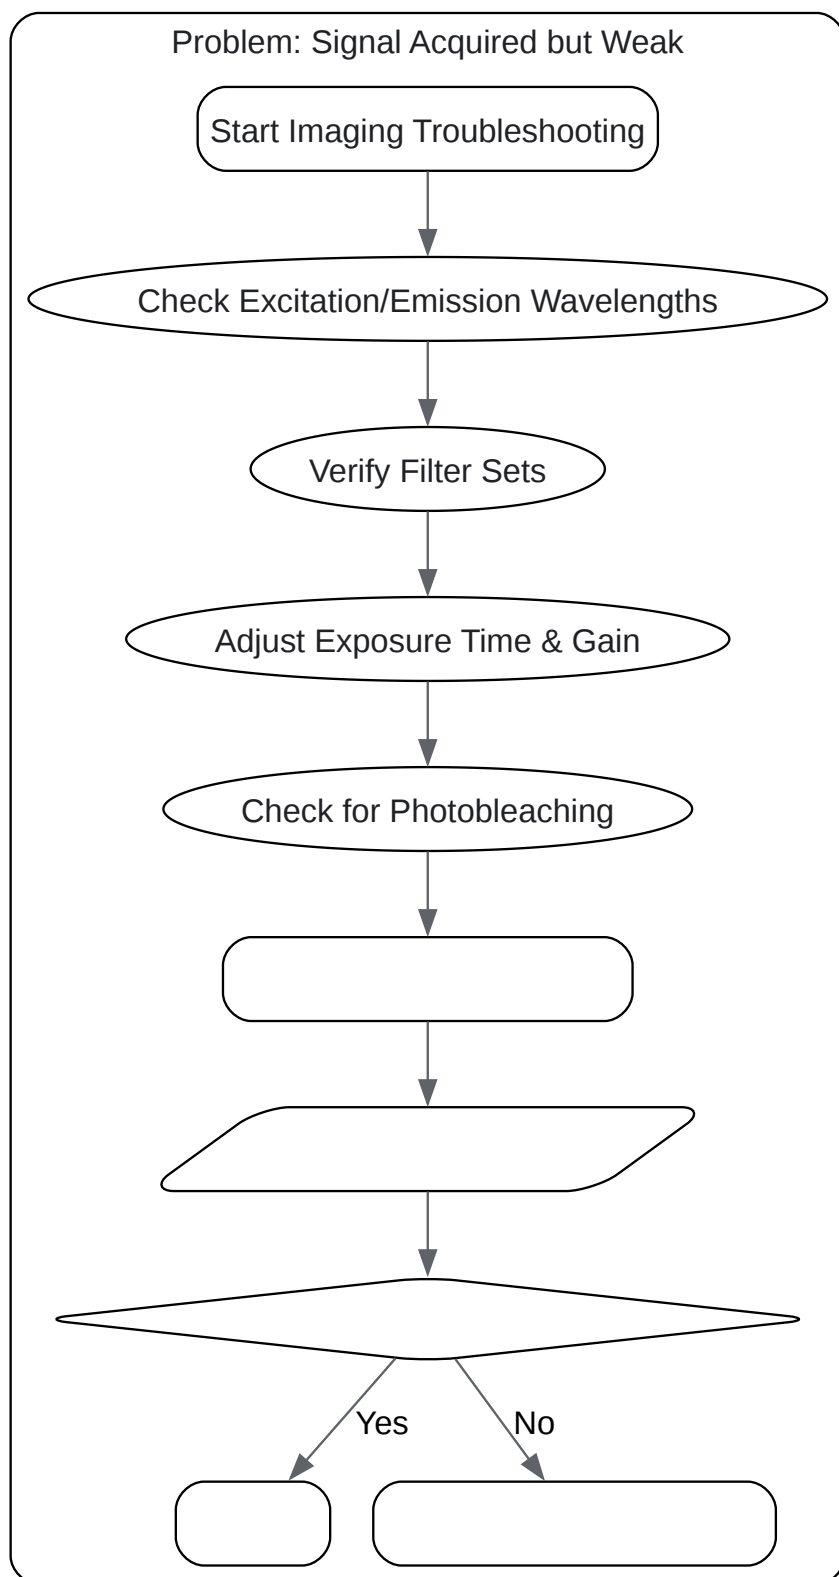 Problem: Signal Acquired but Weak
Start Imaging Troubleshooting
Check Excitation/Emission Wavelengths
Verify Filter Sets
Adjust Exposure Time & Gain
Check for Photobleaching
Yes
No